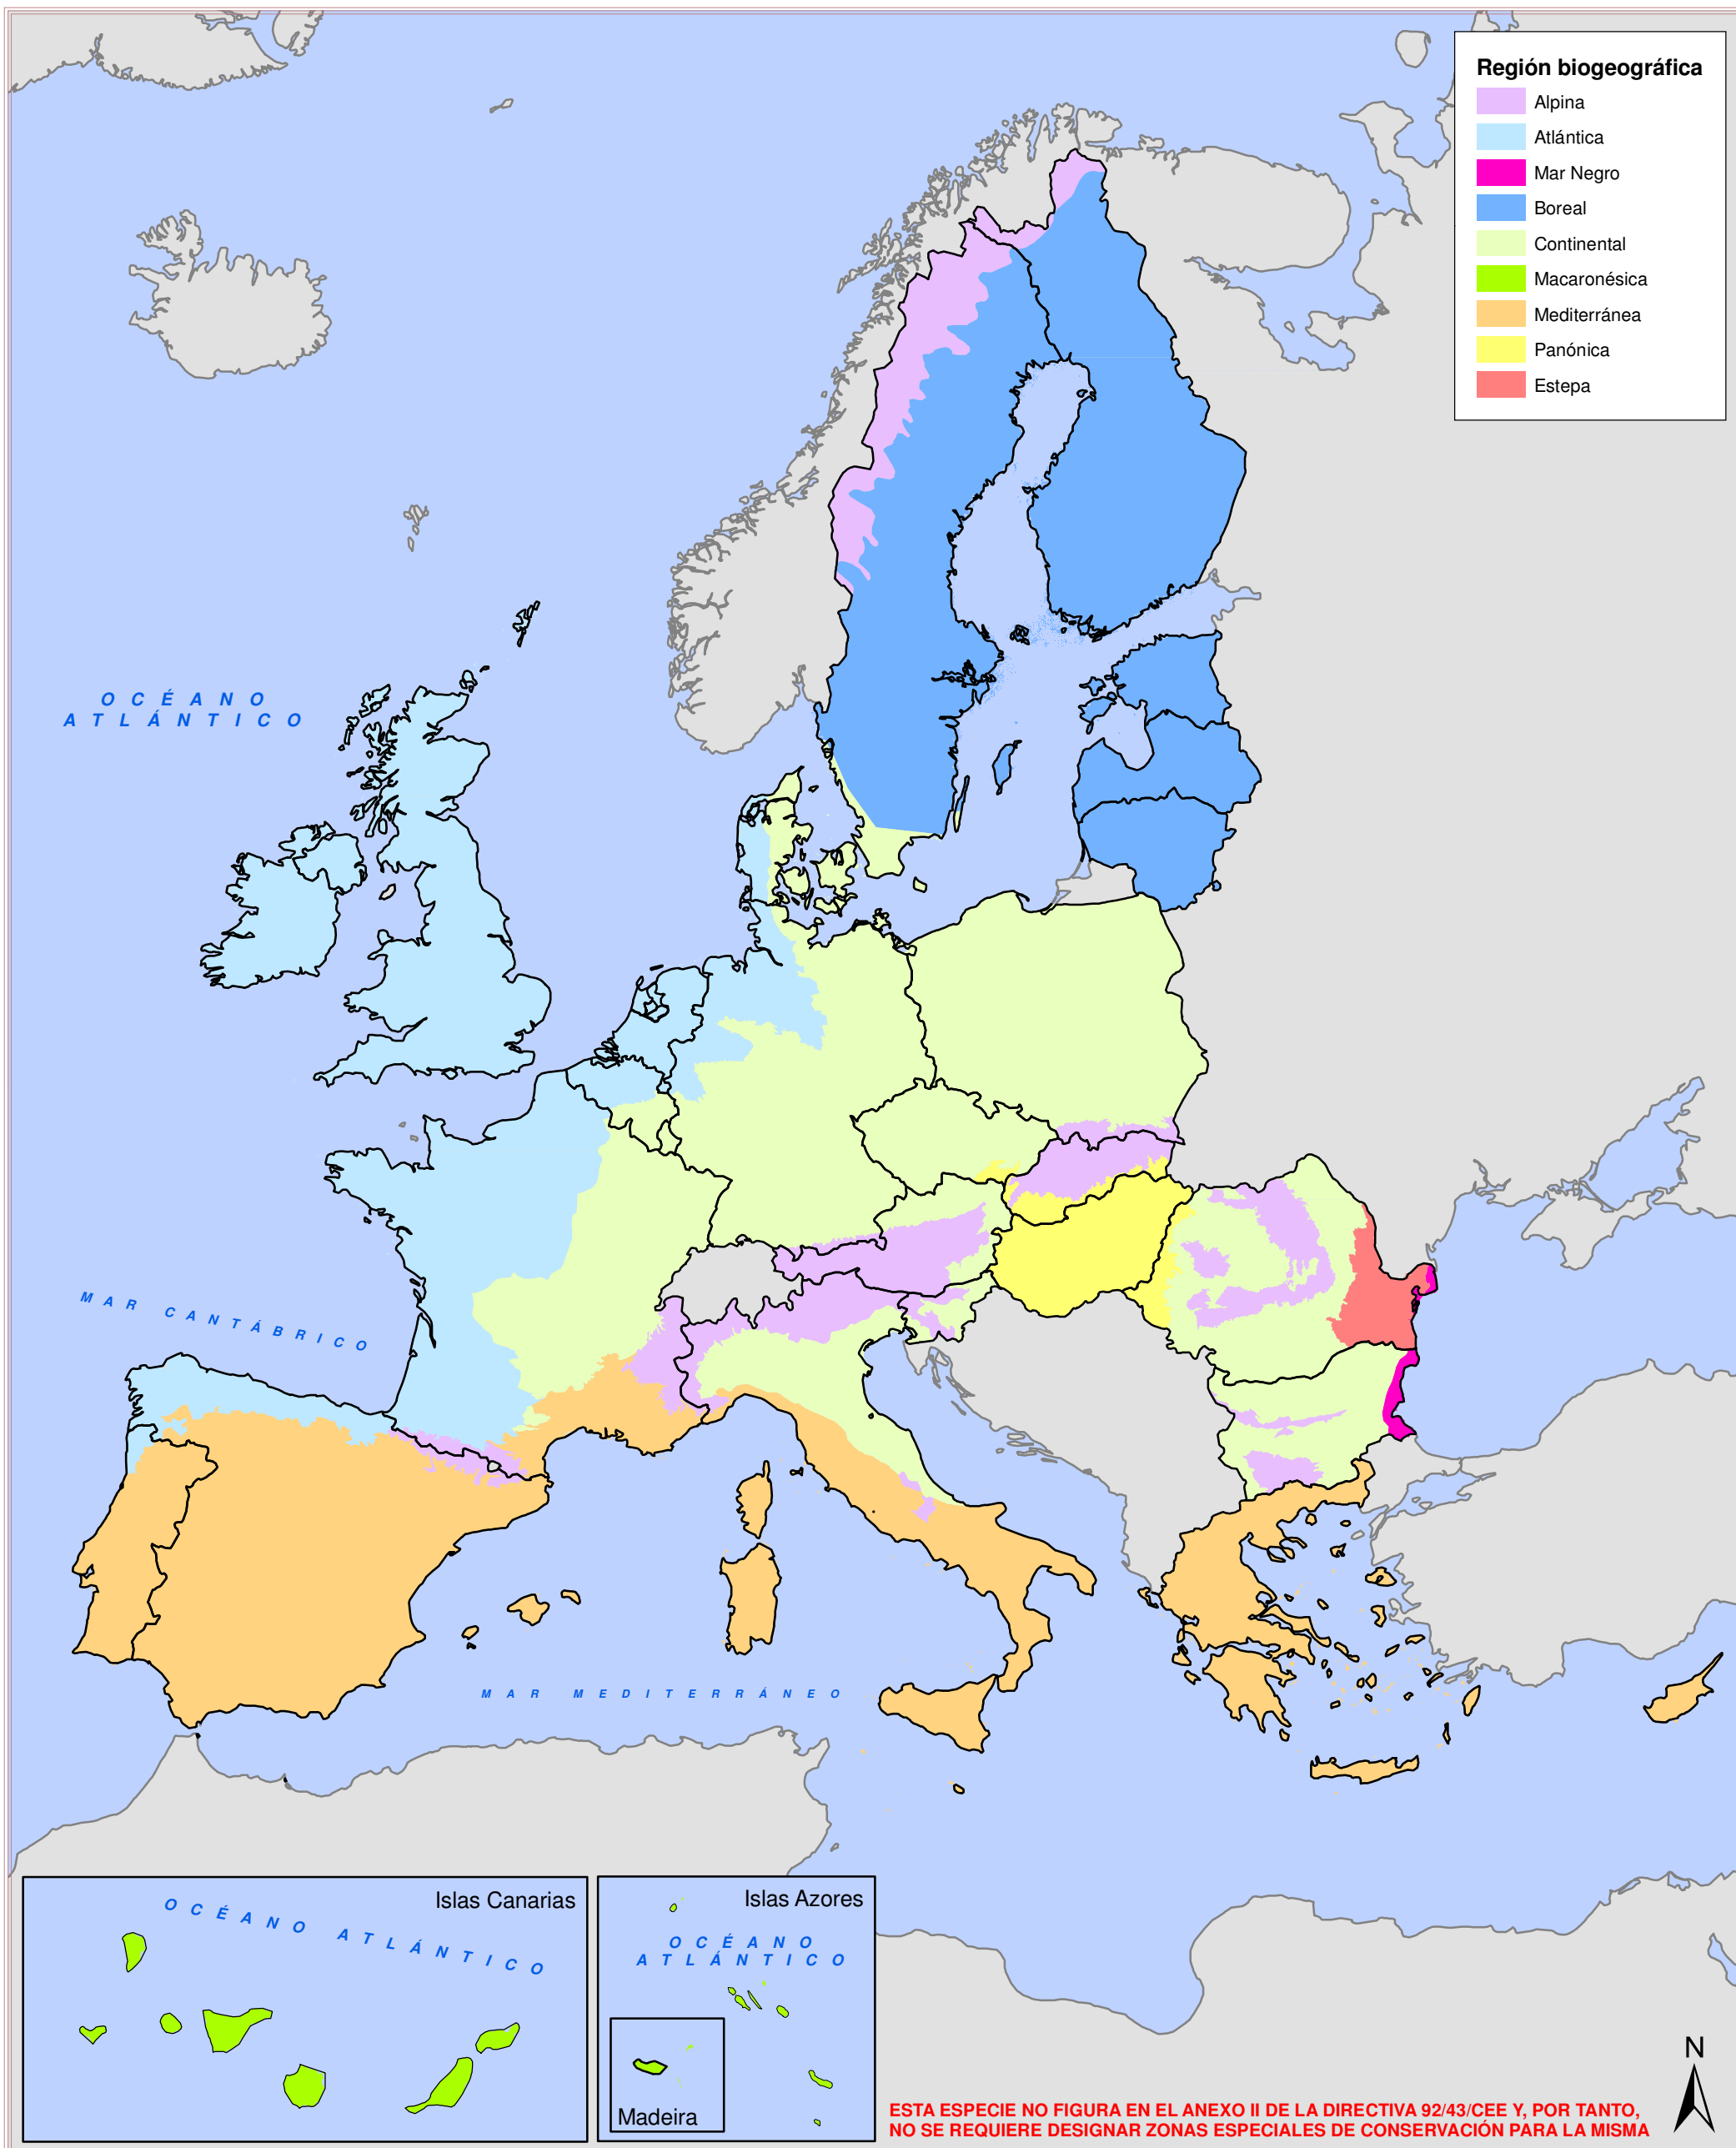 Región biogeográfica
Alpina
Atlántica
Mar Negro
Boreal
Continental
Macaronésica
Mediterránea
Panónica
Estepa
OCÉANO
ATLÁNTICO
MAR CANTÁBRICO
MAR MEDITERRÁNEO
Islas Canarias
OCÉANO ATLÁNTICO
Islas Azores
OCÉANO
ATLÁNTICO
Madeira
N
ESTA ESPECIE NO FIGURA EN EL ANEXO II DE LA DIRECTIVA 92/43/CEE Y, POR TANTO,
NO SE REQUIERE DESIGNAR ZONAS ESPECIALES DE CONSERVACIÓN PARA LA MISMA